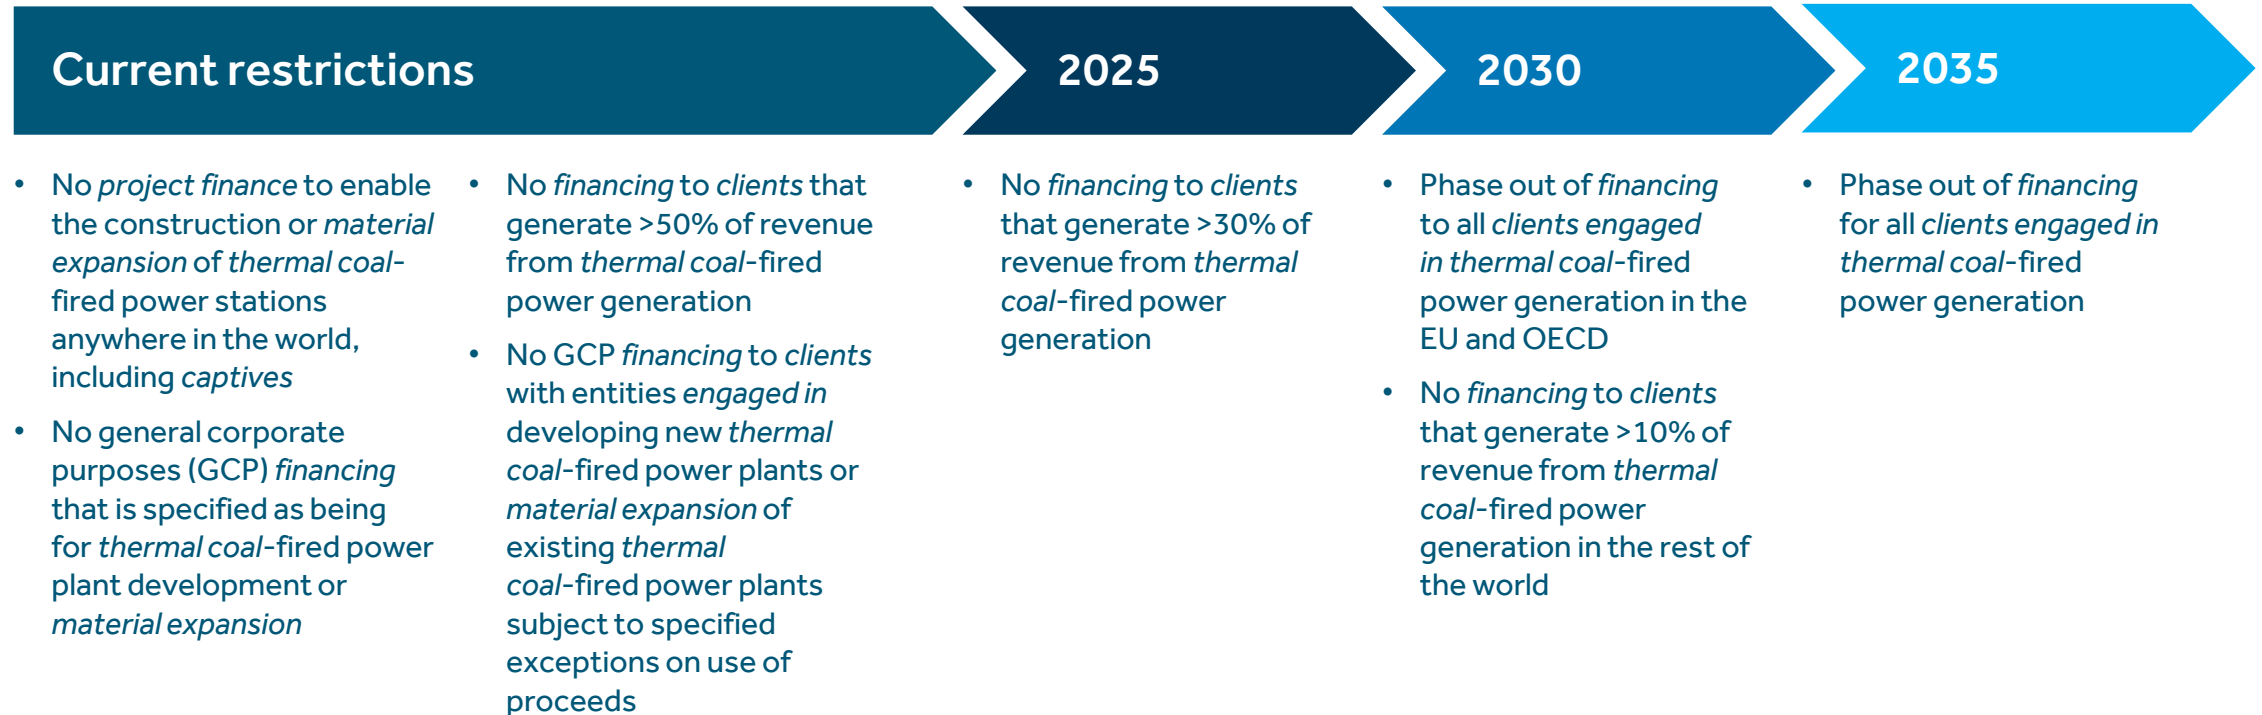 Current restrictions
• No project finance to enable
the construction or material
expansion of thermal coal-
fired power stations
anywhere in the world,
including captives
• No general corporate
purposes (GCP) financing
that is specified as being
for thermal coal-fired power
plant development or
material expansion
• No financing to clients that
generate >50% of revenue
from thermal coal-fired
power generation
• No GCP financing to clients
with entities engaged in
developing new thermal
coal-fired power plants or
material expansion of
existing thermal
coal-fired power plants
subject to specified
exceptions on use of
proceeds
2025
• No financing to clients
that generate >30% of
revenue from thermal
coal-fired power
generation
2030
• Phase out of financing
to all clients engaged
in thermal coal-fired
power generation in the
EU and OECD
• No financing to clients
that generate >10% of
revenue from thermal
coal-fired power
generation in the rest of
the world
2035
• Phase out of financing
for all clients engaged in
thermal coal-fired
power generation